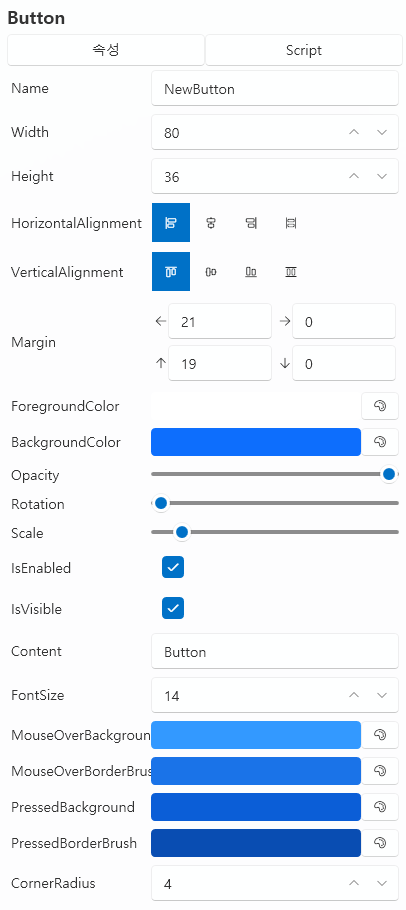 Button
속성 Script
Name NewButton
Width 80
Height 36
HorizontalAlignment
VerticalAlignment
Margin
21 0
19 0
ForegroundColor
BackgroundColor
Opacity
Rotation
Scale
IsEnabled
IsVisible
Content Button
FontSize 14
MouseOverBackgroun
MouseOverBorderBrus
PressedBackground
PressedBorderBrush
CornerRadius 4